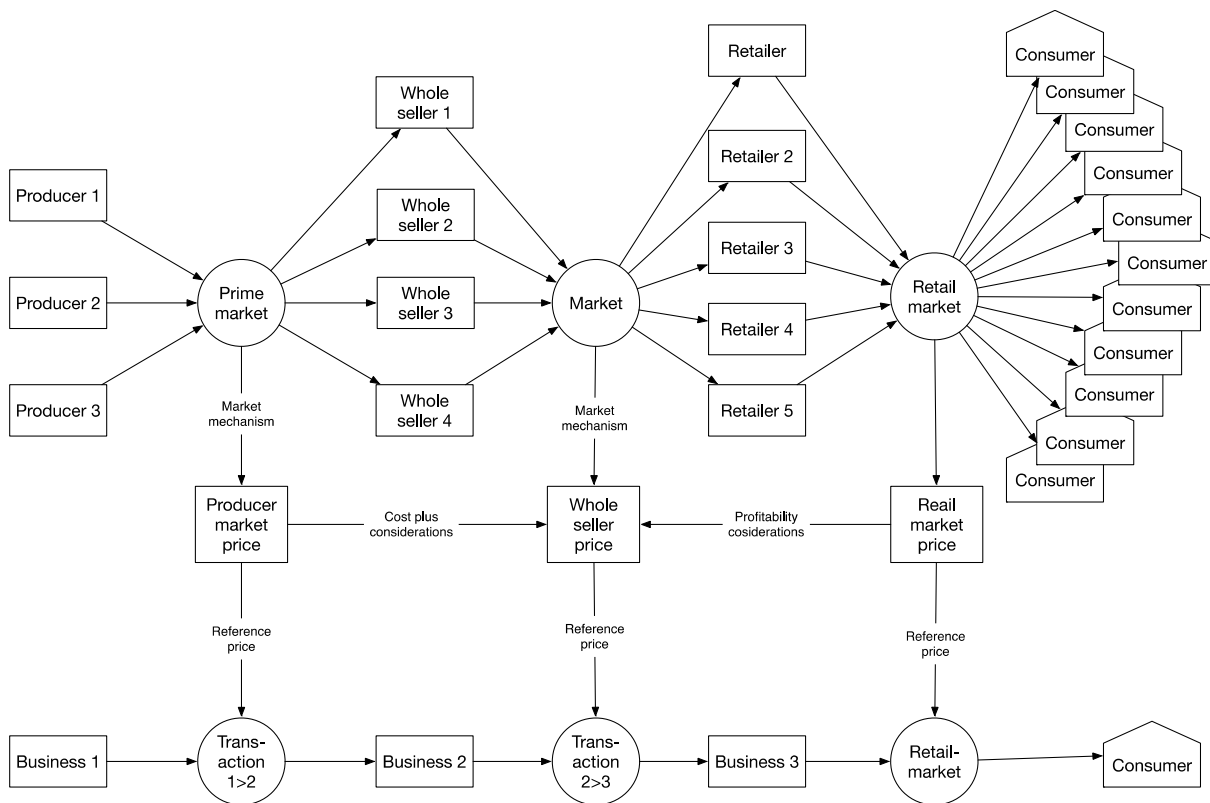 Retailer
Consumer
Consumer
Whole
seller 1
Consumer
Retailer 2
Consumer
Producer 1
Whole
seller 2
Consumer
Retailer 3
Consumer
Producer 2
Prime
market
Whole
seller 3
Market
Retail
market
Consumer
Retailer 4
Consumer
Producer 3
Whole
seller 4
Retailer 5
Consumer
Consumer
Consumer
Market
mechanism
Market
mechanism
Producer
market
price
Cost plus
considerations
Whole
seller
price
Profitability
cosiderations
Reail
market
price
Reference
price
Reference
price
Reference
price
Business 1
Trans-
action
1>2
Business 2
Trans-
action
2>3
Business 3
Retail-
market
Consumer